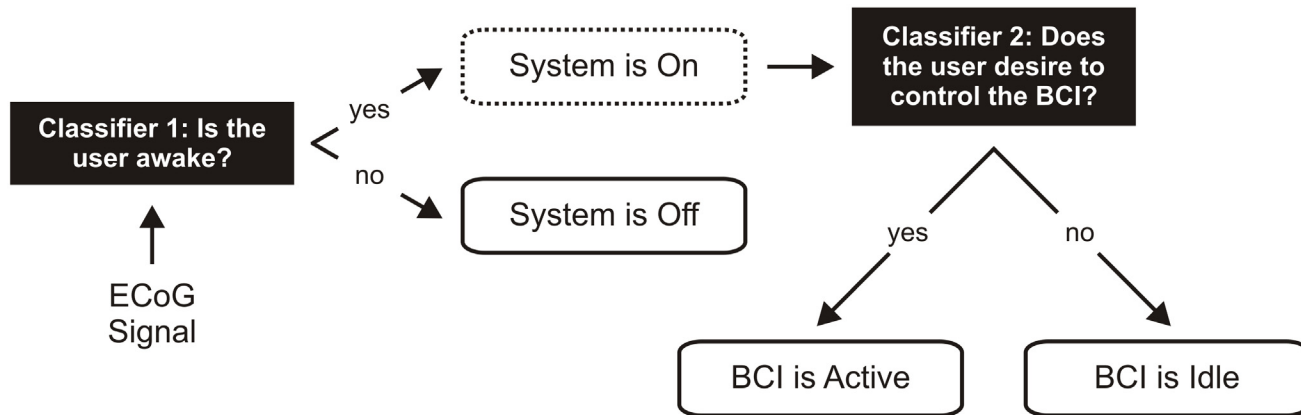 Classifier 1: Is the
user awake?
ECoG
Signal
yes
no
System is On
System is Off
Classifier 2: Does
the user desire to
control the BCI?
yes
no
BCI is Active
BCI is Idle